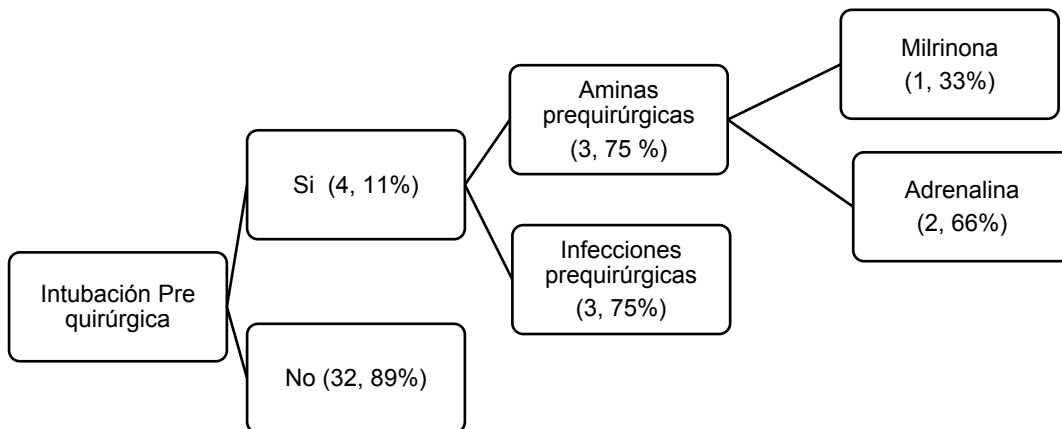 Intubación Pre
quirúrgica
Si (4, 11%)
No (32, 89%)
Aminas
prequirúrgicas
(3, 75 %)
Infecciones
prequirúrgicas
(3, 75%)
Milrinona
(1, 33%)
Adrenalina
(2, 66%)